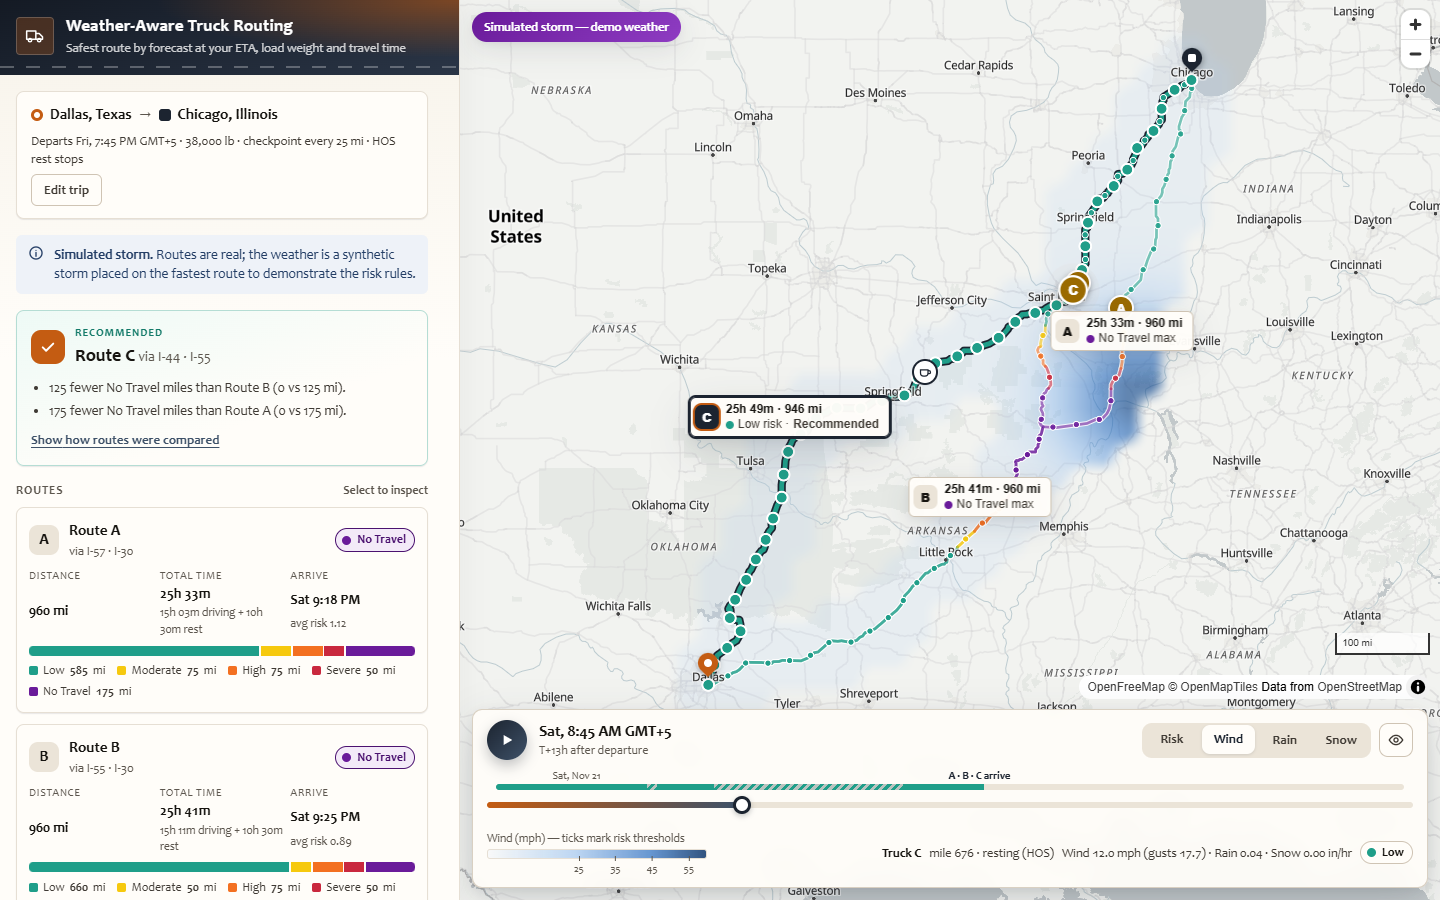 Weather-Aware Truck Routing
Safest route by forecast at your ETA, load weight and travel time
Dallas, Texas → Chicago, Illinois
Departs Fri, 7:45 PM GMT+5 · 38,000 lb · checkpoint every 25 mi · HOS
rest stops
Edit trip
Simulated storm. Routes are real; the weather is a synthetic
storm placed on the fastest route to demonstrate the risk rules.
RECOMMENDED
Route C via I-44 · I-55
• 125 fewer No Travel miles than Route B (0 vs 125 mi).
• 175 fewer No Travel miles than Route A (0 vs 175 mi).
Show how routes were compared
ROUTES
Select to inspect
A
Route A
via I-57 · I-30
No Travel
DISTANCE
TOTAL TIME
ARRIVE
960 mi
25h 33m
15h 03m driving + 10h
30m rest
Sat 9:18 PM
avg risk 1.12
Low 585 mi
Moderate 75 mi
High 75 mi
Severe 50 mi
No Travel 175 mi
B
Route B
via I-55 · I-30
No Travel
DISTANCE
TOTAL TIME
ARRIVE
960 mi
25h 41m
15h 11m driving + 10h 30m
rest
Sat 9:25 PM
avg risk 0.89
Low 660 mi
Moderate 50 mi
High 75 mi
Severe 50 mi
Simulated storm — demo weather
+
−
Lansing
Toledo
Cedar Rapids
Chicago
NEBRASKA
Des Moines
Omaha
Lincoln
Peoria
INDIANA
United
States
Springfield
Indianapolis
Dayton
Colum
Topeka
Cincinnati
Jefferson City
Saint
C
A
KANSAS
Louisville
Lexington
A
25h 33m · 960 mi
No Travel max
sville
Wichita
KENTUCKY
Springfield
C
25h 49m · 946 mi
Low risk · Recommended
Tulsa
Nashville
Knoxville
Oklahoma City
B
25h 41m · 960 mi
No Travel max
TENNESSEE
OKLAHOMA
ARKANSAS
Memphis
Chattanooga
Little Rock
Huntsville
Wichita Falls
Atlanta
Birmingham
ALABAMA
100 mi
Dallas
MISSISSIPPI
Abilene
Tyler
Shreveport
Jackson
Montgomery
OpenFreeMap © OpenMapTiles Data from OpenStreetMap
Sat, 8:45 AM GMT+5
T+13h after departure
Risk
Wind
Rain
Snow
Sat, Nov 21
A · B · C arrive
Wind (mph) — ticks mark risk thresholds
25
35
45
55
Truck C mile 676 · resting (HOS) Wind 12.0 mph (gusts 17.7) · Rain 0.04 · Snow 0.00 in/hr
Low
Galveston